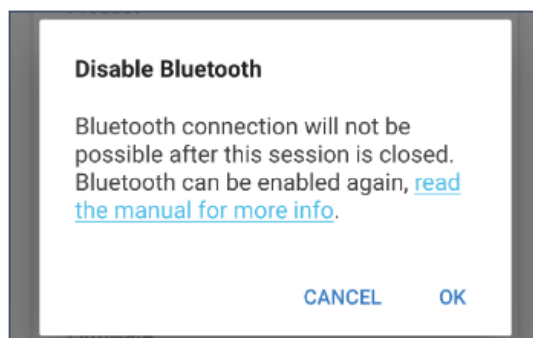 Disable Bluetooth
Bluetooth connection will not be
possible after this session is closed.
Bluetooth can be enabled again, read
the manual for more info.
CANCEL OK